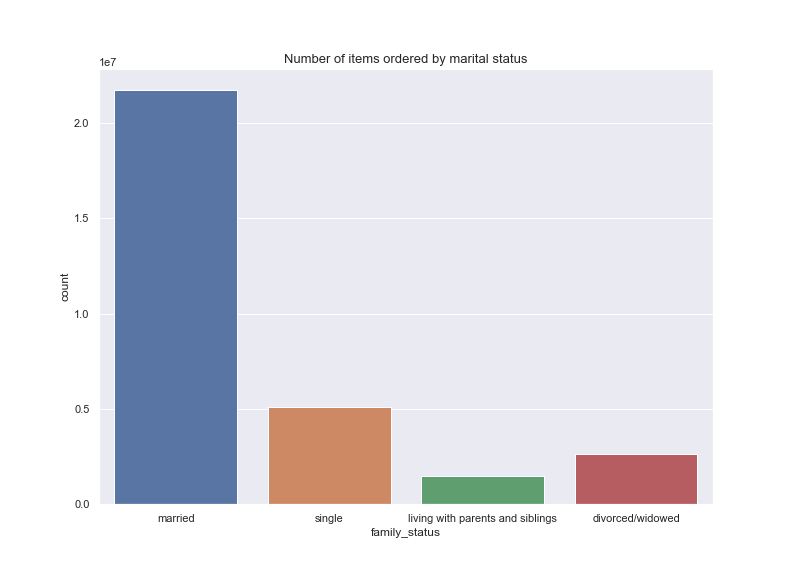 Number of items ordered by marital status
1e7
2.0
1.5
1.0
0.5
0.0
count
married
single
living with parents and siblings
divorced/widowed
family_status